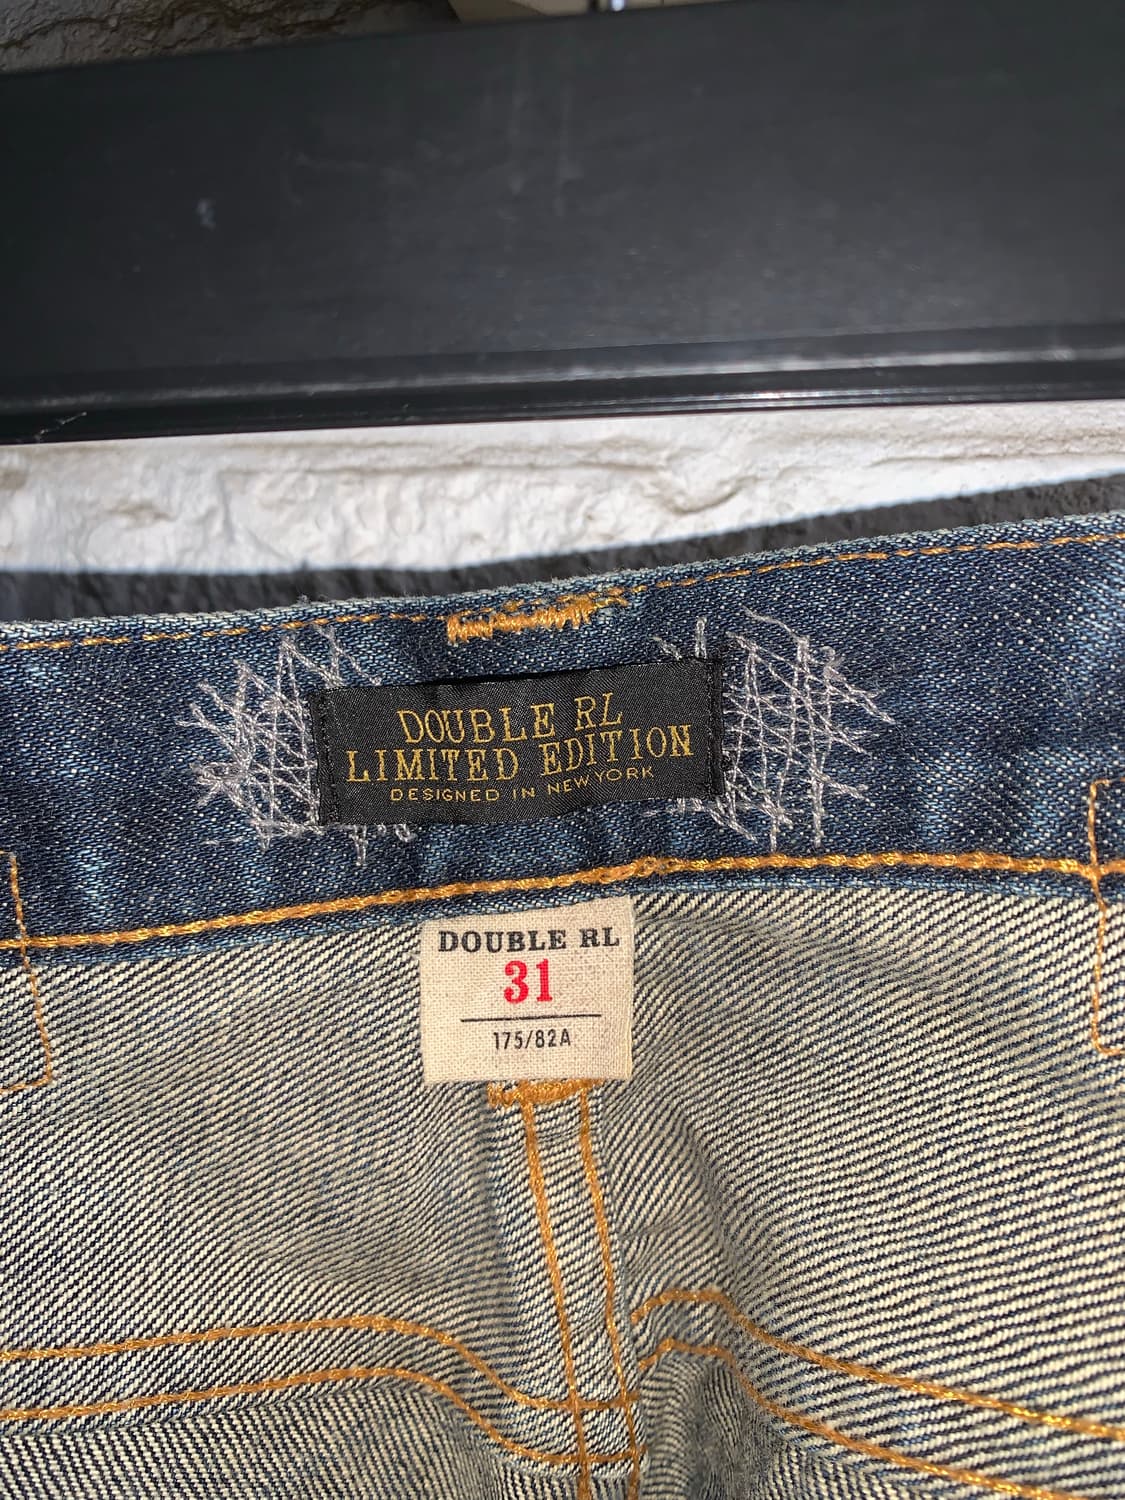 DOUBLE RL
LIMITED EDITION
DESIGNED IN NEW YORK
DOUBLE RL
31
175/82A